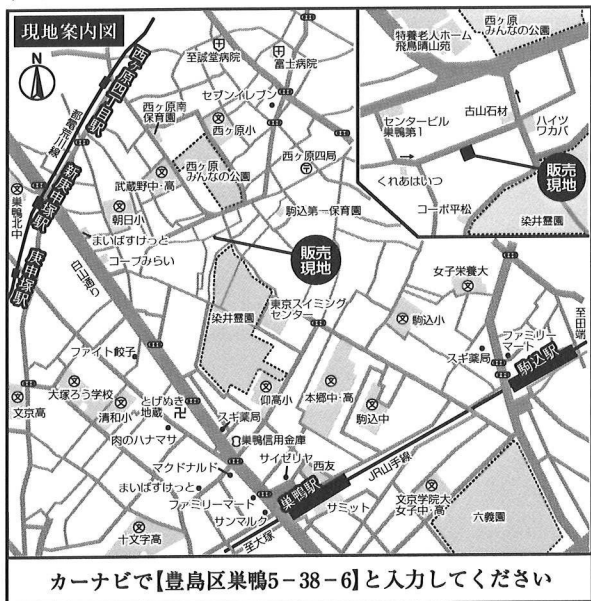 現地案内図
N
西ヶ原四丁目駅
都電荒川線
新庚申塚駅
庚申塚駅
巣鴨北中
至誠堂病院
富士病院
セブンイレブン
西ヶ原南
保育園
西ヶ原小
西ヶ原
みんなの公園
西ヶ原四局
武蔵野中・高
朝日小
駒込第一保育園
まいばすけっと
コープみらい
白山通り
販売
現地
染井霊園
東京スイミング
センター
女子栄養大
駒込小
スギ薬局
ファミリー
マート
駒込駅
至田端
ファイト餃子
大塚ろう学校
文京高
清和小
とげぬき
地蔵
肉のハナマサ
スギ薬局
仰高小
本郷中・高
駒込中
巣鴨信用金庫
サイゼリヤ
西友
JR山手線
マクドナルド
まいばすけっと
ファミリーマート
サンマルク
巣鴨駅
サミット
文京学院大
女子中・高
六義園
十文字高
至大塚
特養老人ホーム
飛鳥晴山苑
西ヶ原
みんなの公園
センタービル
巣鴨第1
古山石材
ハイツ
ワカバ
くれあはいつ
販売
現地
コーポ平松
染井霊園
カーナビで【豊島区巣鴨5-38-6】と入力してください